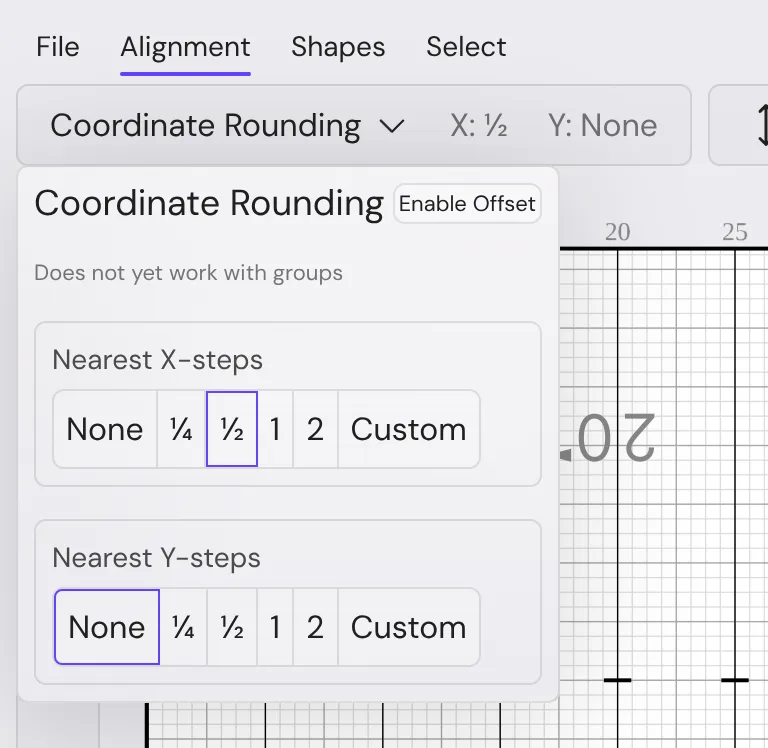 File Alignment Shapes Select
Coordinate Rounding X: ½ Y: None
Coordinate Rounding Enable Offset
20 25
Does not yet work with groups
Nearest X-steps
None ¼ ½ 1 2 Custom
20
Nearest Y-steps
None ¼ ½ 1 2 Custom